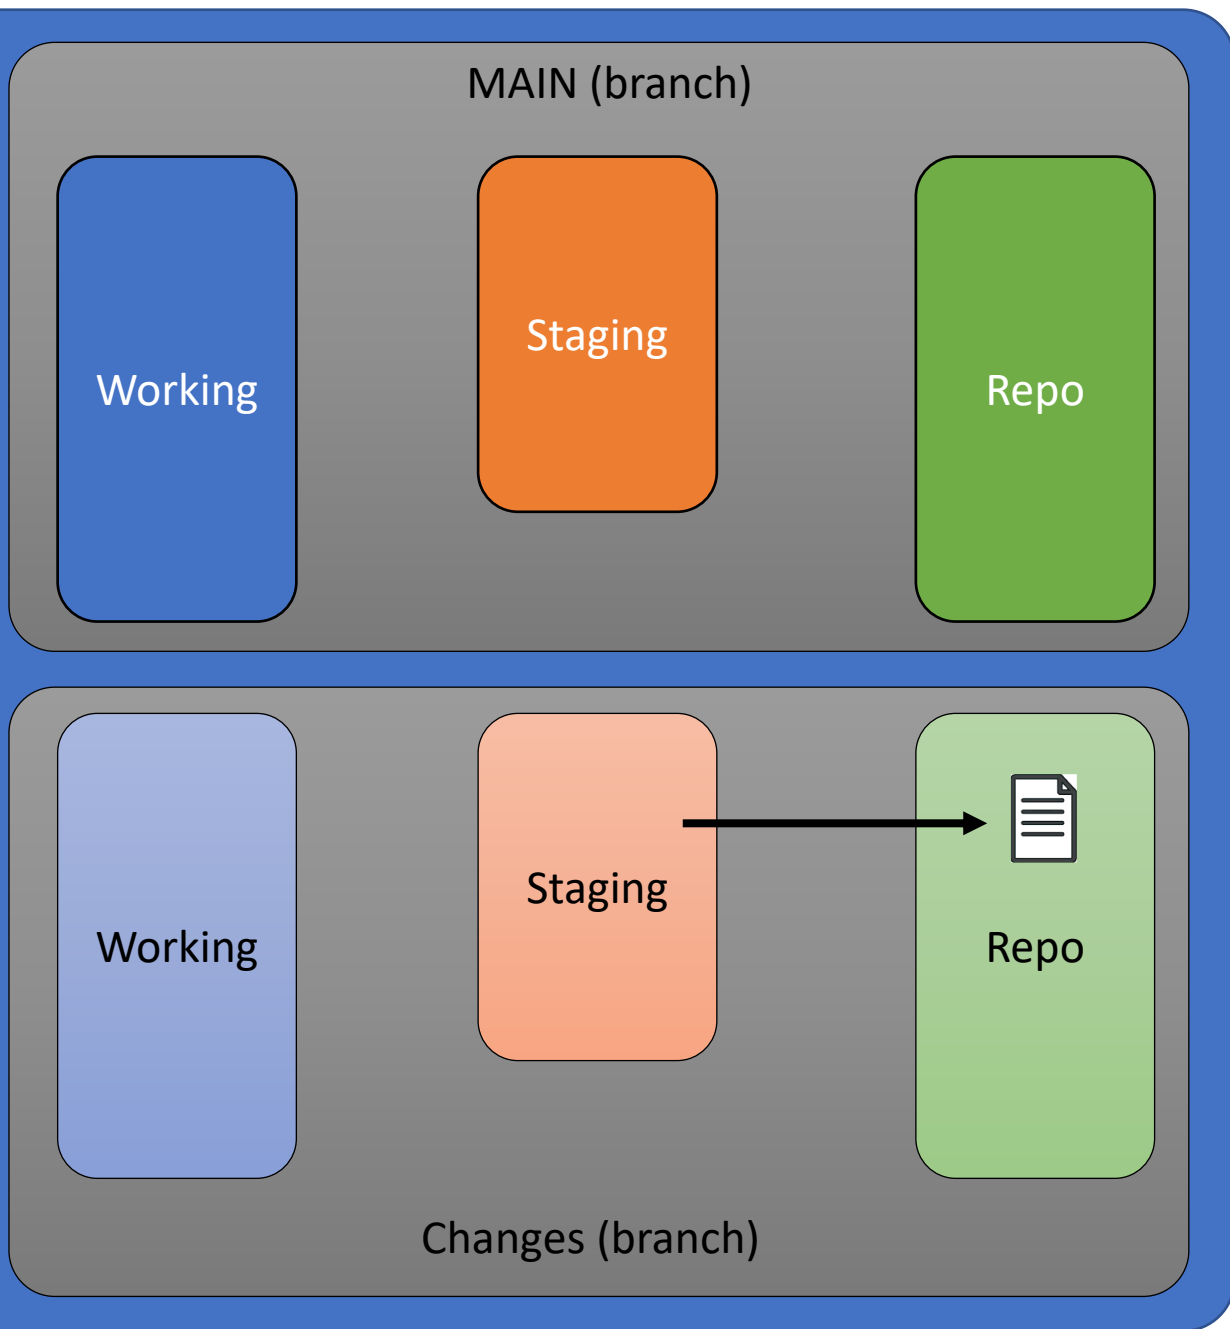 MAIN (branch)
Working
Staging
Repo
Working
Staging
Repo
Changes (branch)